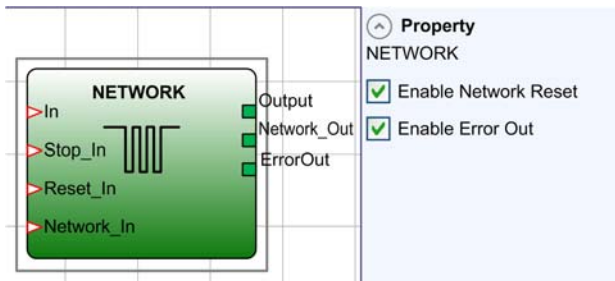 NETWORK
In
Stop_In
Reset_In
Network_In
Output
Network_Out
ErrorOut
Property
NETWORK
Enable Network Reset
Enable Error Out